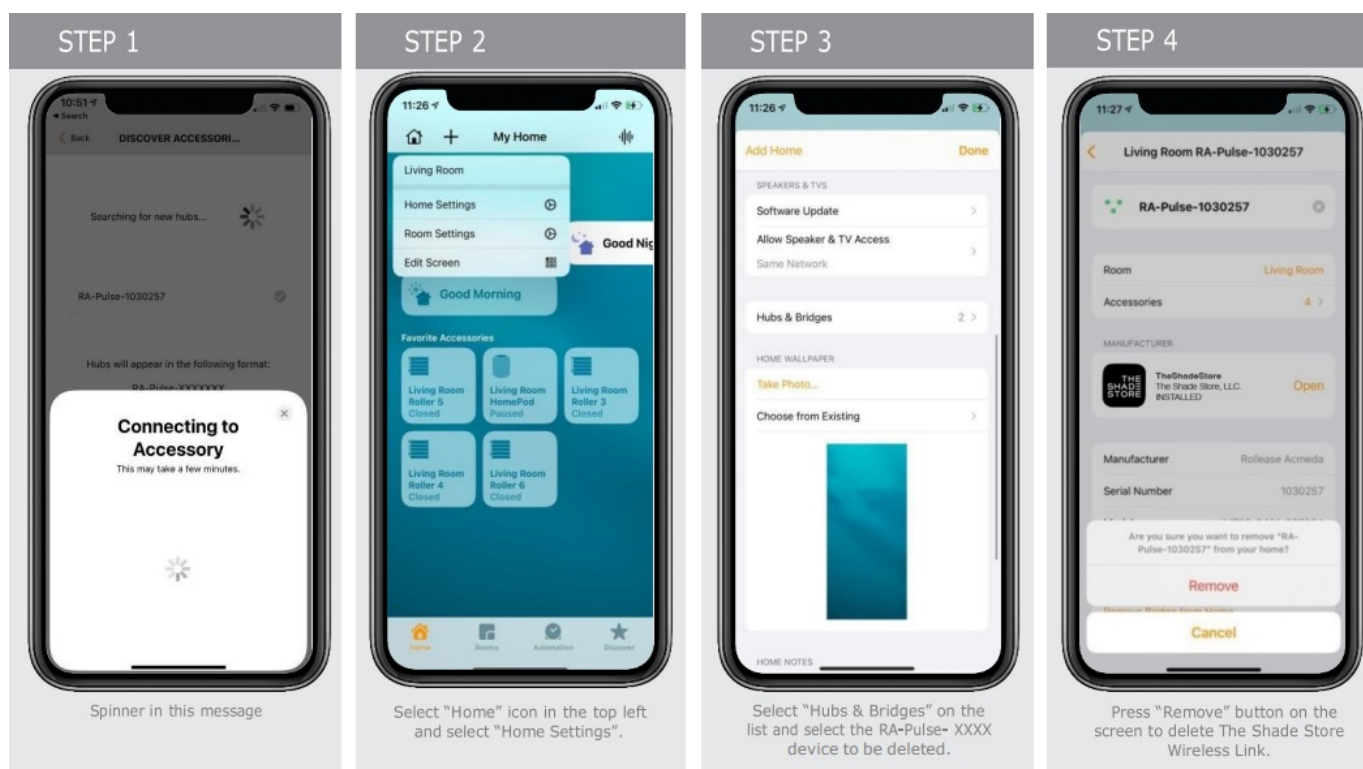 STEP 1
10:51
Search
Back
DISCOVER ACCESSORI...
Searching for new hubs...
RA-Pulse-1030257
Hubs will appear in the following format:
RA-Pulse-XXXXXXX
Connecting to
Accessory
This may take a few minutes.
Spinner in this message
STEP 2
11:26
My Home
Living Room
Home Settings
Room Settings
Edit Screen
Good Nig
Good Morning
Favorite Accessories
Living Room
Roller 5
Closed
Living Room
HomePod
Paused
Living Room
Roller 3
Closed
Living Room
Roller 4
Closed
Living Room
Roller 6
Closed
Home
Rooms
Automation
Discover
Select “Home” icon in the top left
and select “Home Settings”.
STEP 3
11:26
Add Home
Done
SPEAKERS & TVS
Software Update
Allow Speaker & TV Access
Same Network
Hubs & Bridges 2
HOME WALLPAPER
Take Photo...
Choose from Existing
HOME NOTES
Select “Hubs & Bridges” on the
list and select the RA-Pulse- XXXX
device to be deleted.
STEP 4
11:27
Living Room RA-Pulse-1030257
RA-Pulse-1030257
Room Living Room
Accessories 4
MANUFACTURER
THE
SHADE
STORE
TheShadeStore
The Shade Store, LLC.
INSTALLED
Open
Manufacturer Rollease Acmeda
Serial Number 1030257
Are you sure you want to remove "RA-
Pulse-1030257" from your home?
Remove
Remove Bridge from Home
Cancel
Press “Remove” button on the
screen to delete The Shade Store
Wireless Link.